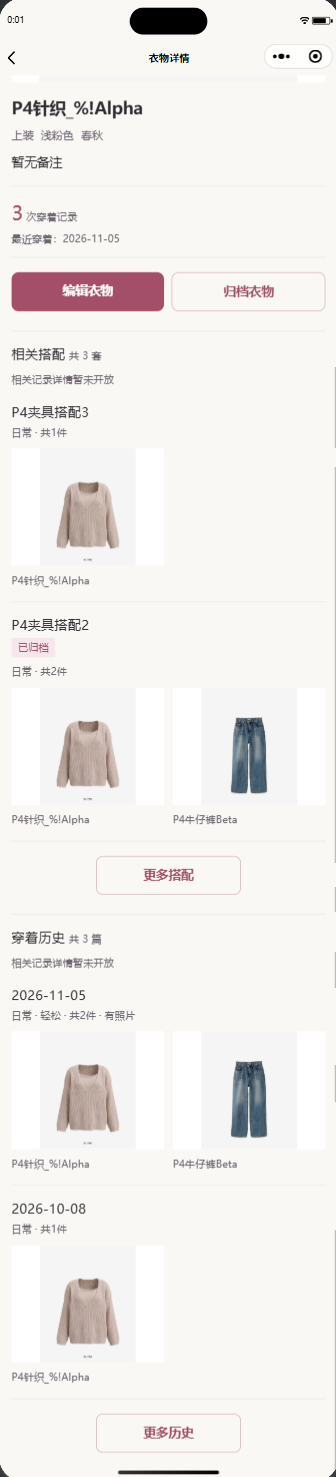 0:01
衣物详情
P4针织_%!Alpha
上装 浅粉色 春秋
暂无备注
3 次穿着记录
最近穿着：2026-11-05
编辑衣物
归档衣物
相关搭配 共 3 套
相关记录详情暂未开放
P4夹具搭配3
日常 · 共1件
P4针织_%!Alpha
P4夹具搭配2
已归档
日常 · 共2件
P4针织_%!Alpha
P4牛仔裤Beta
更多搭配
穿着历史 共 3 篇
相关记录详情暂未开放
2026-11-05
日常 · 轻松 · 共2件 · 有照片
P4针织_%!Alpha
P4牛仔裤Beta
2026-10-08
日常 · 共1件
P4针织_%!Alpha
更多历史